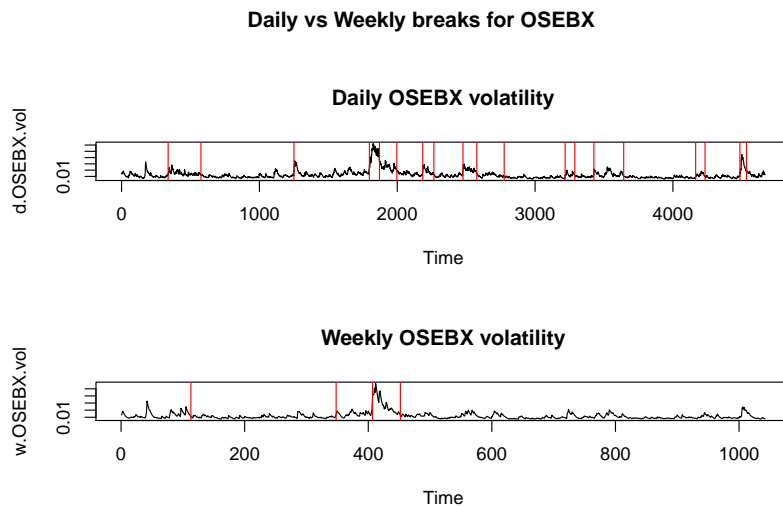 Daily vs Weekly breaks for OSEBX
Daily OSEBX volatility
d.OSEBX.vol
0.01
0 1000 2000 3000 4000
Time
Weekly OSEBX volatility
w.OSEBX.vol
0.01
0 200 400 600 800 1000
Time